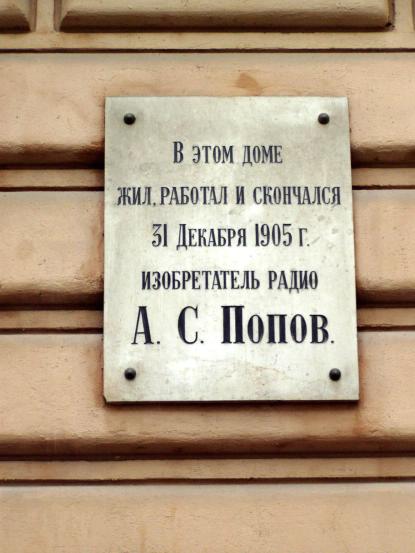 В этом доме
жил, работал и скончался
31 Декабря 1905 г.
изобретатель радио
А. С. Попов.